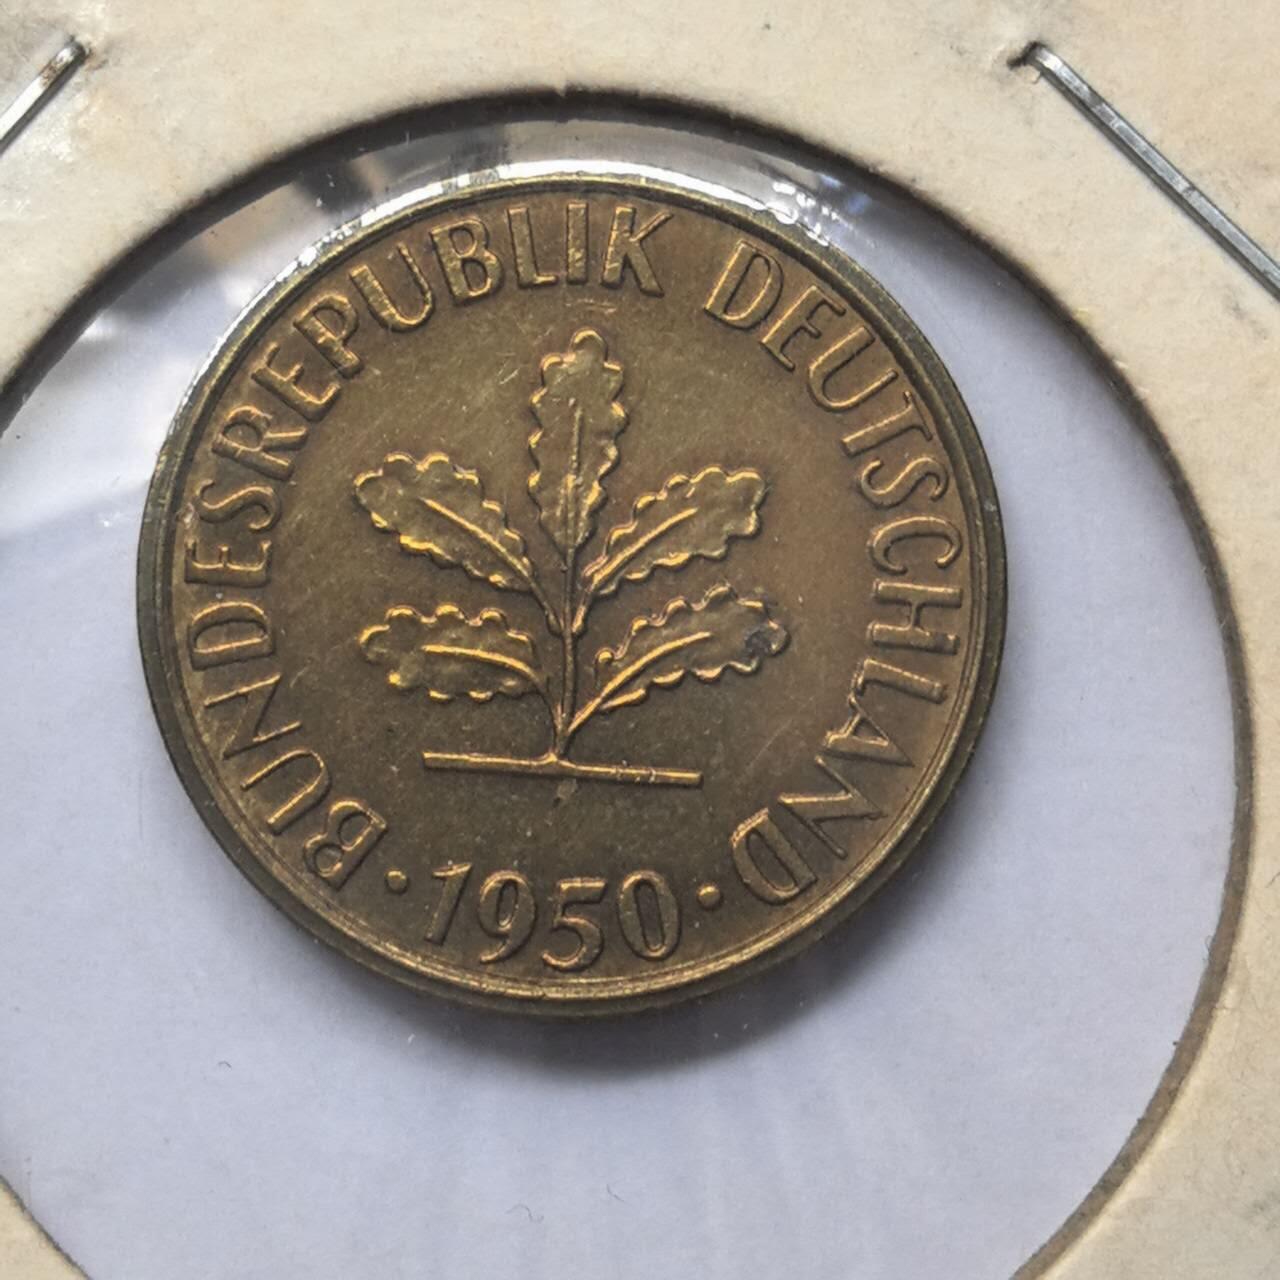 BUNDESREPUBLIK DEUTSCHLAND
· 1950 ·